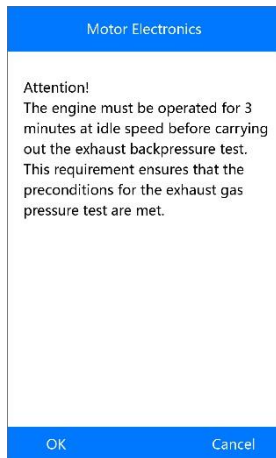 Motor Electronics
Attention!
The engine must be operated for 3
minutes at idle speed before carrying
out the exhaust backpressure test.
This requirement ensures that the
preconditions for the exhaust gas
pressure test are met.
OK
Cancel